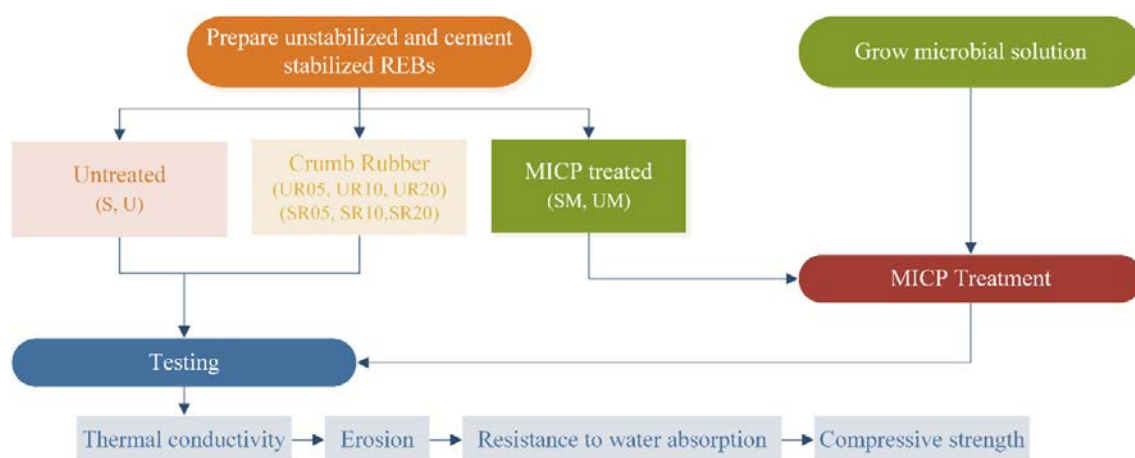 Prepare unstabilized and cement
stabilized REBs
Grow microbial solution
Untreated
(S, U)
Crumb Rubber
(UR05, UR10, UR20)
(SR05, SR10,SR20)
MICP treated
(SM, UM)
MICP Treatment
Testing
Thermal conductivity
Erosion
Resistance to water absorption
Compressive strength